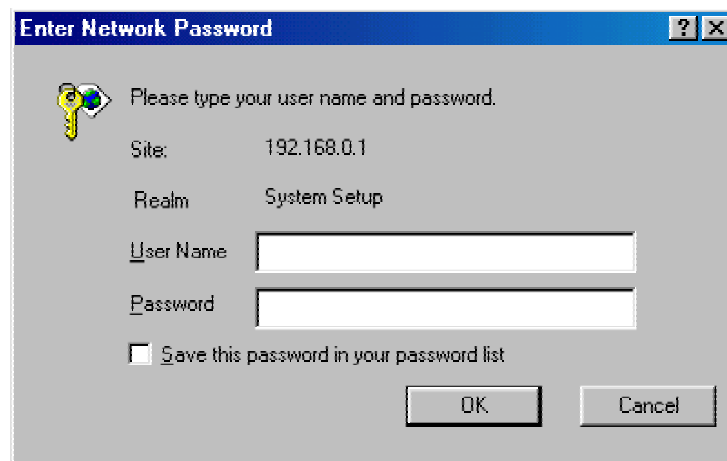 Enter Network Password
Please type your user name and password.
Site: 192.168.0.1
Realm System Setup
User Name
Password
Save this password in your password list
OK Cancel